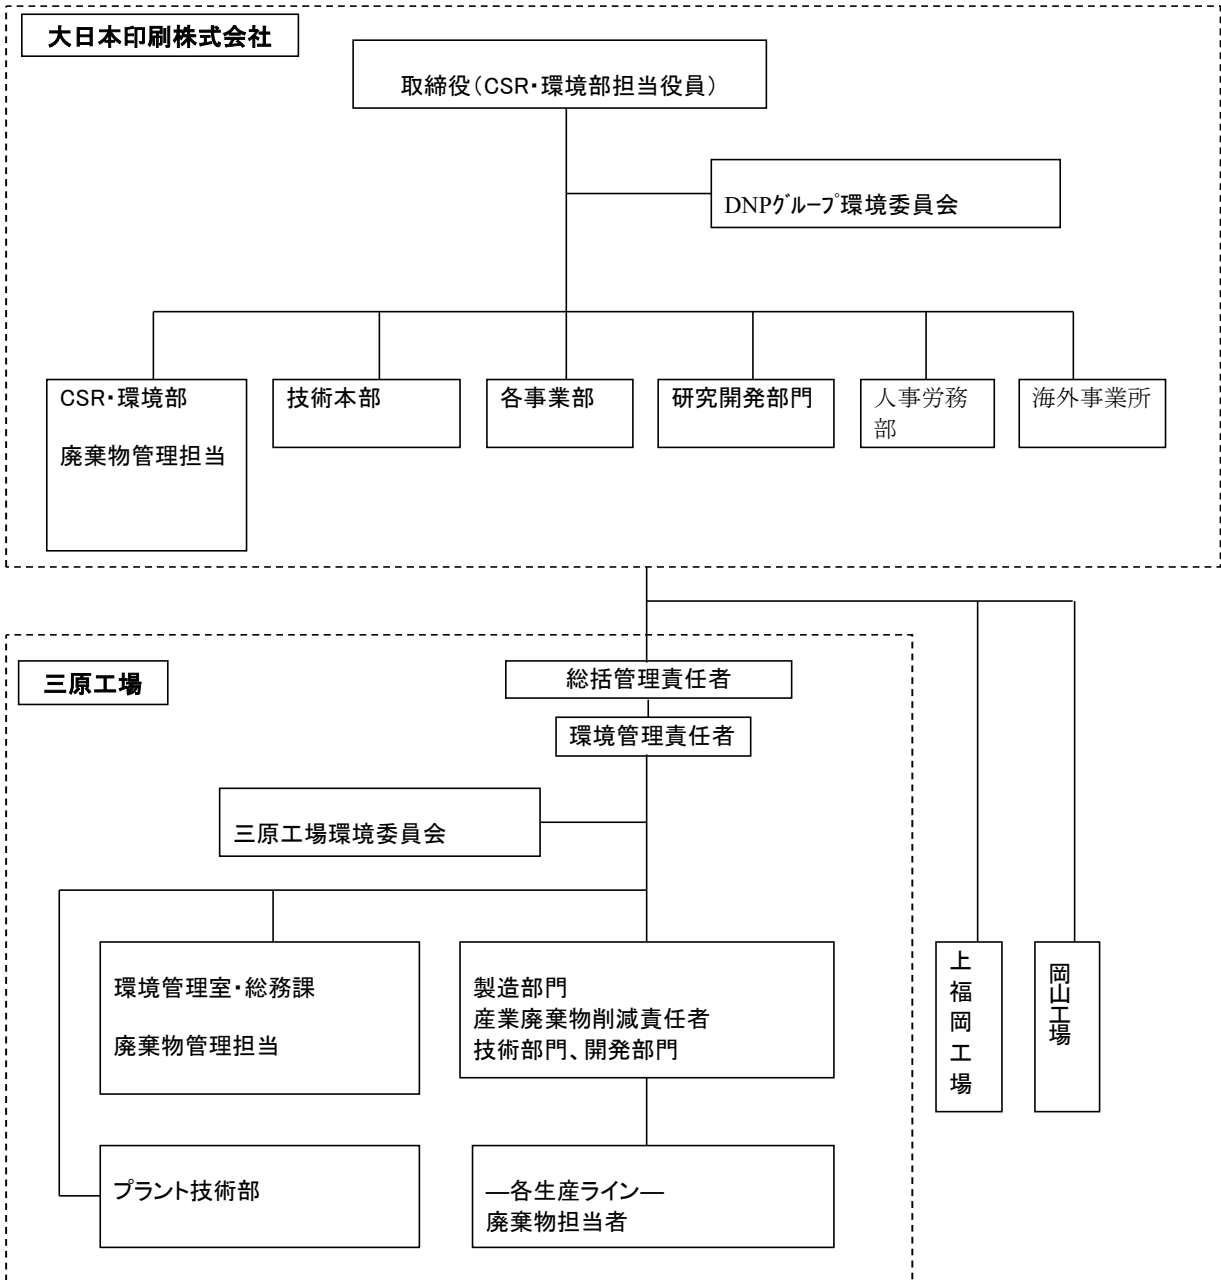 大日本印刷株式会社
取締役(CSR・環境部担当役員)
DNPグループ環境委員会
CSR・環境部
廃棄物管理担当
技術本部
各事業部
研究開発部門
人事労務
部
海外事業所
三原工場
総括管理責任者
環境管理責任者
三原工場環境委員会
環境管理室・総務課
廃棄物管理担当
製造部門
産業廃棄物削減責任者
技術部門、開発部門
上福岡工場
岡山工場
プラント技術部
―各生産ライン―
廃棄物担当者